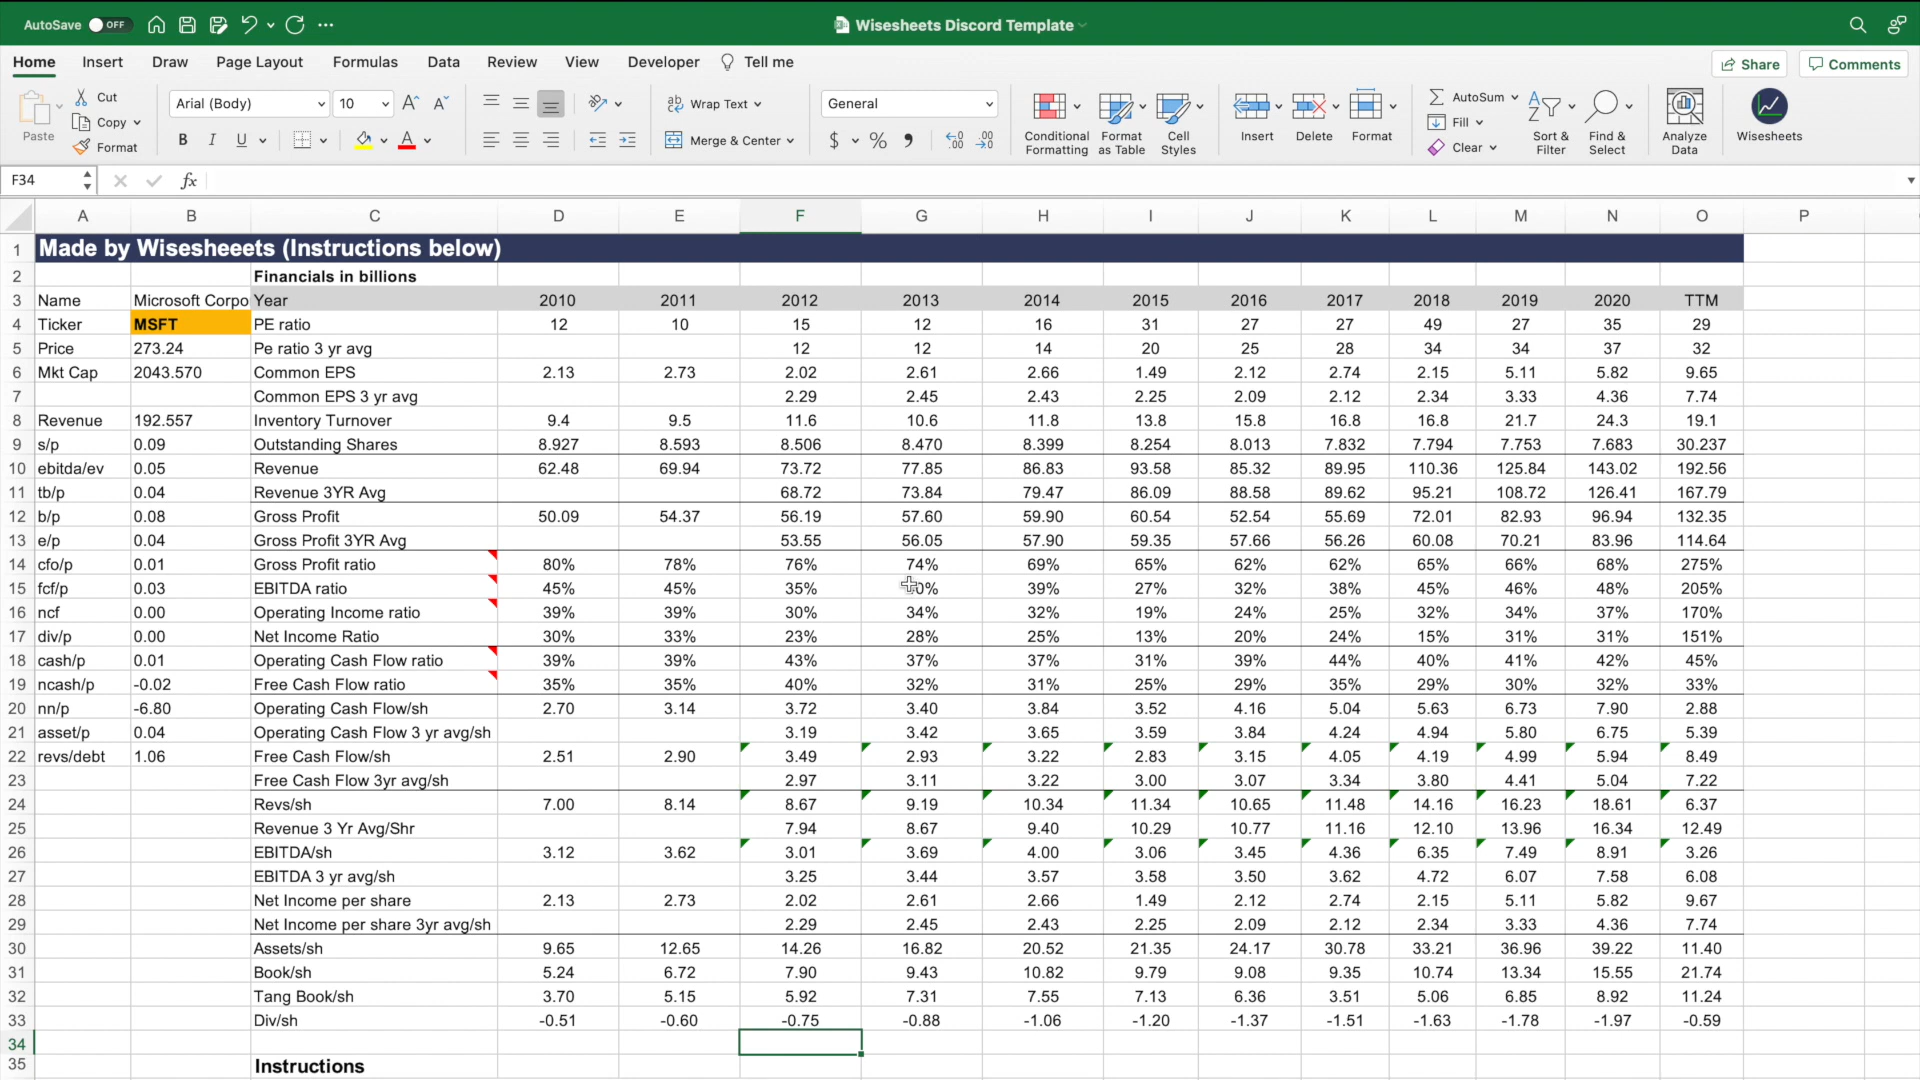 AutoSave OFF Wisesheets Discord Template
Home Insert Draw Page Layout Formulas Data Review View Developer Tell me Share Comments
Paste Cut Copy Format
Arial (Body) 10 B I U A
Wrap Text Merge & Center
General $ % ,
Conditional Formatting Format as Table Cell Styles
Insert Delete Format
AutoSum Fill Clear
Sort & Filter Find & Select Analyze Data Wisesheets
F34 fx
A B C D E F G H I J K L M N O P
1 Made by Wisesheeets (Instructions below)
2 Financials in billions
3 Name Microsoft Corpo Year 2010 2011 2012 2013 2014 2015 2016 2017 2018 2019 2020 TTM
4 Ticker MSFT PE ratio 12 10 15 12 16 31 27 27 49 27 35 29
5 Price 273.24 Pe ratio 3 yr avg 12 12 14 20 25 28 34 34 37 32
6 Mkt Cap 2043.570 Common EPS 2.13 2.73 2.02 2.61 2.66 1.49 2.12 2.74 2.15 5.11 5.82 9.65
7 Common EPS 3 yr avg 2.29 2.45 2.43 2.25 2.09 2.12 2.34 3.33 4.36 7.74
8 Revenue 192.557 Inventory Turnover 9.4 9.5 11.6 10.6 11.8 13.8 15.8 16.8 16.8 21.7 24.3 19.1
9 s/p 0.09 Outstanding Shares 8.927 8.593 8.506 8.470 8.399 8.254 8.013 7.832 7.794 7.753 7.683 30.237
10 ebitda/ev 0.05 Revenue 62.48 69.94 73.72 77.85 86.83 93.58 85.32 89.95 110.36 125.84 143.02 192.56
11 tb/p 0.04 Revenue 3YR Avg 68.72 73.84 79.47 86.09 88.58 89.62 95.21 108.72 126.41 167.79
12 b/p 0.08 Gross Profit 50.09 54.37 56.19 57.60 59.90 60.54 52.54 55.69 72.01 82.93 96.94 132.35
13 e/p 0.04 Gross Profit 3YR Avg 53.55 56.05 57.90 59.35 57.66 56.26 60.08 70.21 83.96 114.64
14 cfo/p 0.01 Gross Profit ratio 80% 78% 76% 74% 69% 65% 62% 62% 65% 66% 68% 275%
15 fcf/p 0.03 EBITDA ratio 45% 45% 35% 39% 27% 32% 38% 45% 46% 48% 205%
16 ncf 0.00 Operating Income ratio 39% 39% 30% 34% 32% 19% 24% 25% 32% 34% 37% 170%
17 div/p 0.00 Net Income Ratio 30% 33% 23% 28% 25% 13% 20% 24% 15% 31% 31% 151%
18 cash/p 0.01 Operating Cash Flow ratio 39% 39% 43% 37% 37% 31% 39% 44% 40% 41% 42% 45%
19 ncash/p -0.02 Free Cash Flow ratio 35% 35% 40% 32% 31% 25% 29% 35% 29% 30% 32% 33%
20 nn/p -6.80 Operating Cash Flow/sh 2.70 3.14 3.72 3.40 3.84 3.52 4.16 5.04 5.63 6.73 7.90 2.88
21 asset/p 0.04 Operating Cash Flow 3 yr avg/sh 3.19 3.42 3.65 3.59 3.84 4.24 4.94 5.80 6.75 5.39
22 revs/debt 1.06 Free Cash Flow/sh 2.51 2.90 3.49 2.93 3.22 2.83 3.15 4.05 4.19 4.99 5.94 8.49
23 Free Cash Flow 3yr avg/sh 2.97 3.11 3.22 3.00 3.07 3.34 3.80 4.41 5.04 7.22
24 Revs/sh 7.00 8.14 8.67 9.19 10.34 11.34 10.65 11.48 14.16 16.23 18.61 6.37
25 Revenue 3 Yr Avg/Shr 7.94 8.67 9.40 10.29 10.77 11.16 12.10 13.96 16.34 12.49
26 EBITDA/sh 3.12 3.62 3.01 3.69 4.00 3.06 3.45 4.36 6.35 7.49 8.91 3.26
27 EBITDA 3 yr avg/sh 3.25 3.44 3.57 3.58 3.50 3.62 4.72 6.07 7.58 6.08
28 Net Income per share 2.13 2.73 2.02 2.61 2.66 1.49 2.12 2.74 2.15 5.11 5.82 9.67
29 Net Income per share 3yr avg/sh 2.29 2.45 2.43 2.25 2.09 2.12 2.34 3.33 4.36 7.74
30 Assets/sh 9.65 12.65 14.26 16.82 20.52 21.35 24.17 30.78 33.21 36.96 39.22 11.40
31 Book/sh 5.24 6.72 7.90 9.43 10.82 9.79 9.08 9.35 10.74 13.34 15.55 21.74
32 Tang Book/sh 3.70 5.15 5.92 7.31 7.55 7.13 6.36 3.51 5.06 6.85 8.92 11.24
33 Div/sh -0.51 -0.60 -0.75 -0.88 -1.06 -1.20 -1.37 -1.51 -1.63 -1.78 -1.97 -0.59
34
35 Instructions